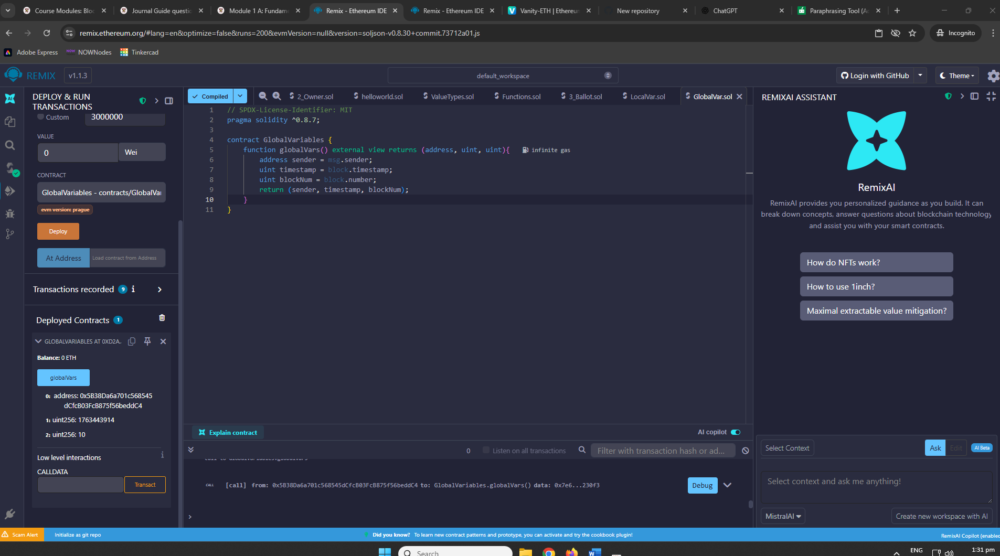 Course Modules: Blo
Journal Guide questio
Module 1 A: Fundame
Remix - Ethereum IDE
Remix - Ethereum IDE
Vanity-ETH | Ethereum
New repository
ChatGPT
Paraphrasing Tool (A
remix.ethereum.org/#lang=en&optimize=false&runs=200&evmVersion=null&version=soljson-v0.8.30+commit.73712a01.js
Incognito
Adobe Express
NOWNodes
Tinkercad
REMIX
v1.1.3
default_workspace
Login with GitHub
Theme
DEPLOY & RUN
TRANSACTIONS
Custom
3000000
VALUE
0
Wei
CONTRACT
GlobalVariables - contracts/GlobalVa
evm version: prague
Deploy
At Address
Load contract from Address
Transactions recorded 9 i
Deployed Contracts 1
GLOBALVARIABLES AT 0XD2A...
Balance: 0 ETH
globalVars
0: address: 0x5B38Da6a701c568545
dCfcB03FcB875f56beddC4
1: uint256: 1763443914
2: uint256: 10
Low level interactions
i
CALLDATA
Transact
Compiled
2_Owner.sol
helloworld.sol
ValueTypes.sol
Functions.sol
3_Ballot.sol
LocalVar.sol
GlobalVar.sol
1 // SPDX-License-Identifier: MIT
2 pragma solidity ^0.8.7;
3
4 contract GlobalVariables {
5 function globalVars() external view returns (address, uint, uint){ infinite gas
6 address sender = msg.sender;
7 uint timestamp = block.timestamp;
8 uint blockNum = block.number;
9 return (sender, timestamp, blockNum);
10 }
11 }
Explain contract
AI copilot
0
Listen on all transactions
Filter with transaction hash or ad...
call to GlobalVariables.globalVars
CALL [call] from: 0x5B38Da6a701c568545dCfcB03FcB875f56beddC4 to: GlobalVariables.globalVars() data: 0x7e6...230f3
Debug
>
REMIXAI ASSISTANT
AI
RemixAI
RemixAI provides you personalized guidance as you build. It can
break down concepts, answer questions about blockchain technology
and assist you with your smart contracts.
How do NFTs work?
How to use 1inch?
Maximal extractable value mitigation?
Select Context
Ask
Edit
AI Beta
Select context and ask me anything!
MistralAI
Create new workspace with AI
Scam Alert
Initialize as git repo
Did you know? To learn new contract patterns and prototype, you can activate and try the cookbook plugin!
RemixAI Copilot (enabled
Search
ENG
1:31 pm